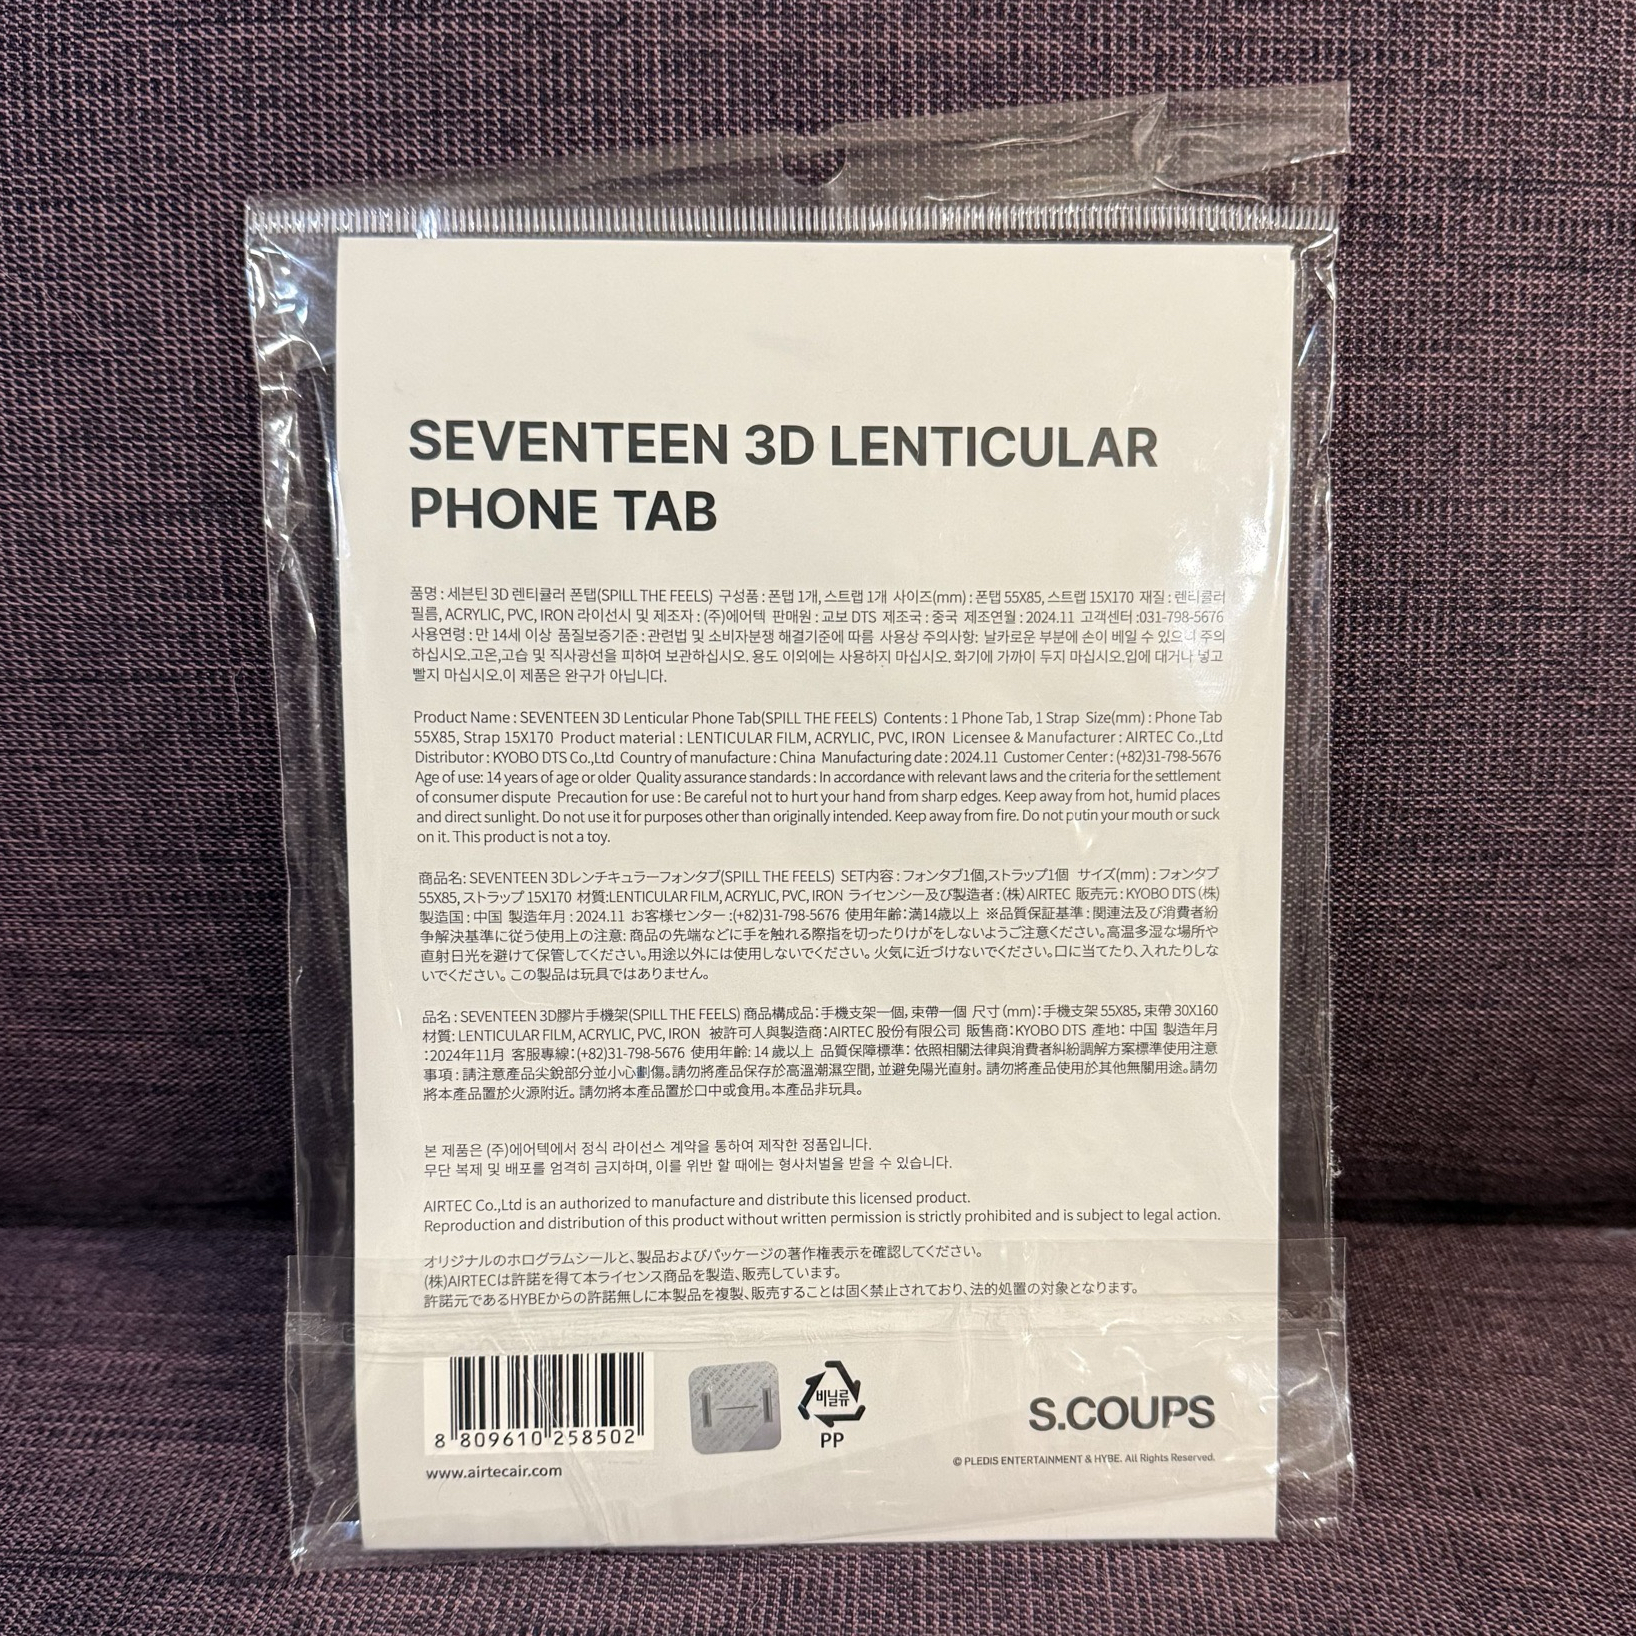 SEVENTEEN 3D LENTICULAR
PHONE TAB
품명 : 세븐틴 3D 렌티큘러 폰탭(SPILL THE FEELS) 구성품 : 폰탭 1개, 스트랩 1개 사이즈(mm) : 폰탭 55X85, 스트랩 15X170 재질 : 렌티큘러
필름, ACRYLIC, PVC, IRON 라이선시 및 제조자 : (주)에어텍 판매원 : 교보 DTS 제조국 : 중국 제조연월 : 2024.11 고객센터 :031-798-5676
사용연령 : 만 14세 이상 품질보증기준 : 관련법 및 소비자분쟁 해결기준에 따름 사용상 주의사항: 날카로운 부분에 손이 베일 수 있으니 주의
하십시오.고온,고습 및 직사광선을 피하여 보관하십시오. 용도 이외에는 사용하지 마십시오. 화기에 가까이 두지 마십시오.입에 대거나 넣고
빨지 마십시오.이 제품은 완구가 아닙니다.
Product Name : SEVENTEEN 3D Lenticular Phone Tab(SPILL THE FEELS) Contents : 1 Phone Tab, 1 Strap Size(mm) : Phone Tab
55X85, Strap 15X170 Product material : LENTICULAR FILM, ACRYLIC, PVC, IRON Licensee & Manufacturer : AIRTEC Co.,Ltd
Distributor : KYOBO DTS Co.,Ltd Country of manufacture : China Manufacturing date : 2024.11 Customer Center : (+82)31-798-5676
Age of use: 14 years of age or older Quality assurance standards : In accordance with relevant laws and the criteria for the settlement
of consumer dispute Precaution for use : Be careful not to hurt your hand from sharp edges. Keep away from hot, humid places
and direct sunlight. Do not use it for purposes other than originally intended. Keep away from fire. Do not putin your mouth or suck
on it. This product is not a toy.
商品名: SEVENTEEN 3Dレンチキュラーフォンタブ(SPILL THE FEELS) SET内容 : フォンタブ1個,ストラップ1個 サイズ(mm) : フォンタブ
55X85, ストラップ 15X170 材質:LENTICULAR FILM, ACRYLIC, PVC, IRON ライセンシー及び製造者 : (株) AIRTEC 販売元 : KYOBO DTS (株)
製造国 : 中国 製造年月 : 2024.11 お客様センター :(+82)31-798-5676 使用年齢:満14歳以上 ※品質保証基準 : 関連法及び消費者紛
争解決基準に従う使用上の注意: 商品の先端などに手を触れる際指を切ったりけがをしないようご注意ください。高温多湿な場所や
直射日光を避けて保管してください。用途以外には使用しないでください。火気に近づけないでください。口に当てたり、入れたりしな
いでください。この製品は玩具ではありません。
品名 : SEVENTEEN 3D膠片手機架(SPILL THE FEELS) 商品構成品：手機支架一個，束帶一個 尺寸（mm）：手機支架 55X85，束帶 30X160
材質: LENTICULAR FILM, ACRYLIC, PVC, IRON 被許可人與製造商：AIRTEC 股份有限公司 販售商：KYOBO DTS 產地：中国 製造年月
：2024年11月 客服專線：(+82)31-798-5676 使用年齡: 14 歲以上 品質保障標準：依照相關法律與消費者糾紛調解方案標準使用注意
事項 : 請注意產品尖銳部分並小心劃傷。請勿將產品保存於高溫潮濕空間，並避免陽光直射。請勿將產品使用於其他無關用途。請勿
將本產品置於火源附近。請勿將本產品置於口中或食用。本產品非玩具。
본 제품은 (주)에어텍에서 정식 라이선스 계약을 통하여 제작한 정품입니다.
무단 복제 및 배포를 엄격히 금지하며, 이를 위반 할 때에는 형사처벌을 받을 수 있습니다.
AIRTEC Co.,Ltd is an authorized to manufacture and distribute this licensed product.
Reproduction and distribution of this product without written permission is strictly prohibited and is subject to legal action.
オリジナルのホログラムシールと、製品およびパッケージの著作権表示を確認してください。
(株)AIRTECは許諾を得て本ライセンス商品を製造、販売しています。
許諾元であるHYBEからの許諾無しに本製品を複製、販売することは固く禁止されており、法的処置の対象となります。
8 809610 258502
www.airtecair.com
비닐류
PP
S.COUPS
© PLEDIS ENTERTAINMENT & HYBE. All Rights Reserved.